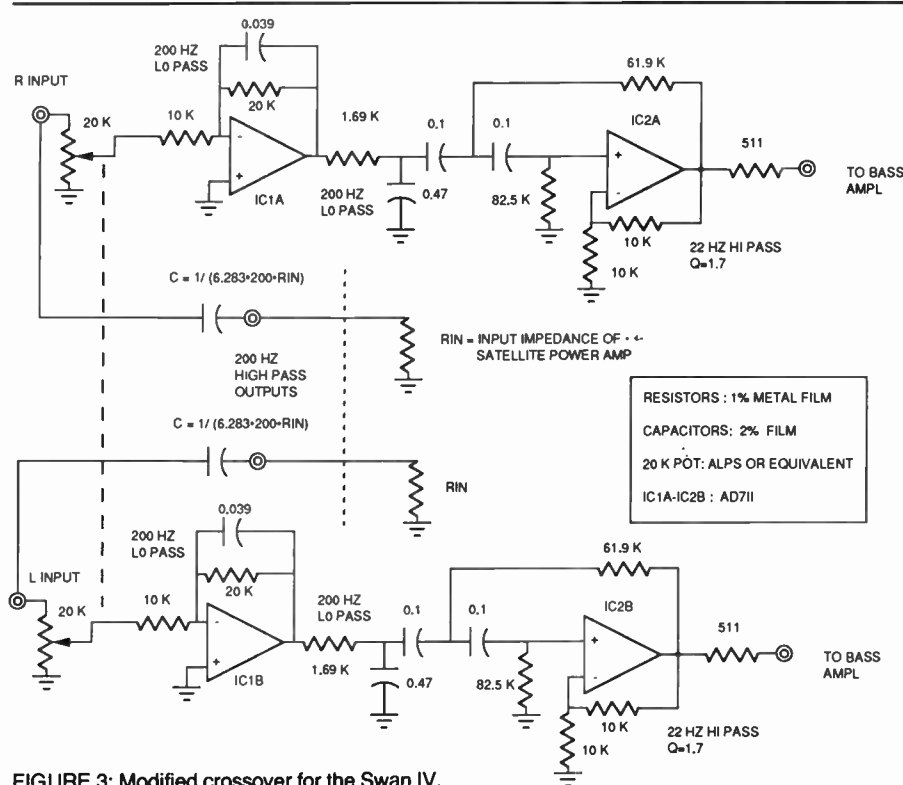 0.039
200 HZ
L0 PASS
61.9 K
R INPUT
20 K
10 K
20 K
1.69 K
0.1
0.1
IC2A
511
IC1A
200 HZ
L0 PASS
0.47
82.5 K
10 K
10 K
22 HZ HI PASS
Q=1.7
TO BASS
AMPL
C = 1/ (6.283•200•RIN)
200 HZ
HIGH PASS
OUTPUTS
RIN = INPUT IMPEDANCE OF
SATELLITE POWER AMP
C = 1/ (6.283•200•RIN)
RIN
RESISTORS : 1% METAL FILM
CAPACITORS: 2% FILM
20 K POT: ALPS OR EQUIVALENT
IC1A-IC2B : AD7II
0.039
200 HZ
L0 PASS
61.9 K
L INPUT
20 K
10 K
20 K
200 HZ
L0 PASS
0.1
0.1
IC2B
511
IC1B
1.69 K
0.47
82.5 K
10 K
10 K
22 HZ HI PASS
Q=1.7
TO BASS
AMPL
FIGURE 3: Modified crossover for the Swan IV.